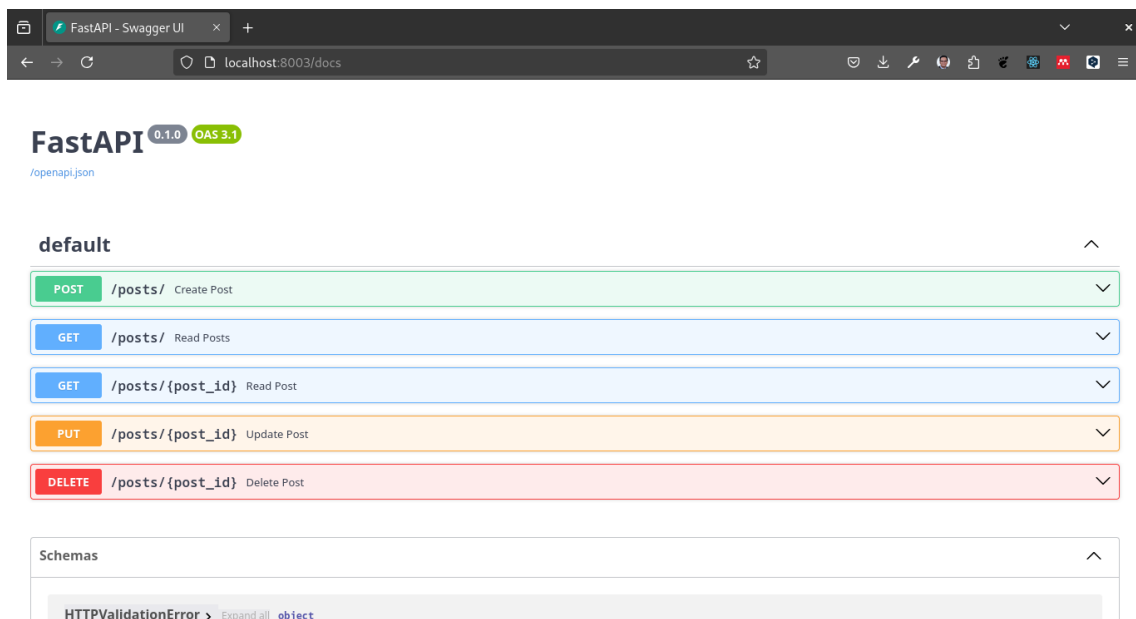 FastAPI - Swagger UI
localhost:8003/docs
FastAPI 0.1.0 OAS 3.1
/openapi.json
default
POST /posts/ Create Post
GET /posts/ Read Posts
GET /posts/{post_id} Read Post
PUT /posts/{post_id} Update Post
DELETE /posts/{post_id} Delete Post
Schemas
HTTPValidationError Expand all object